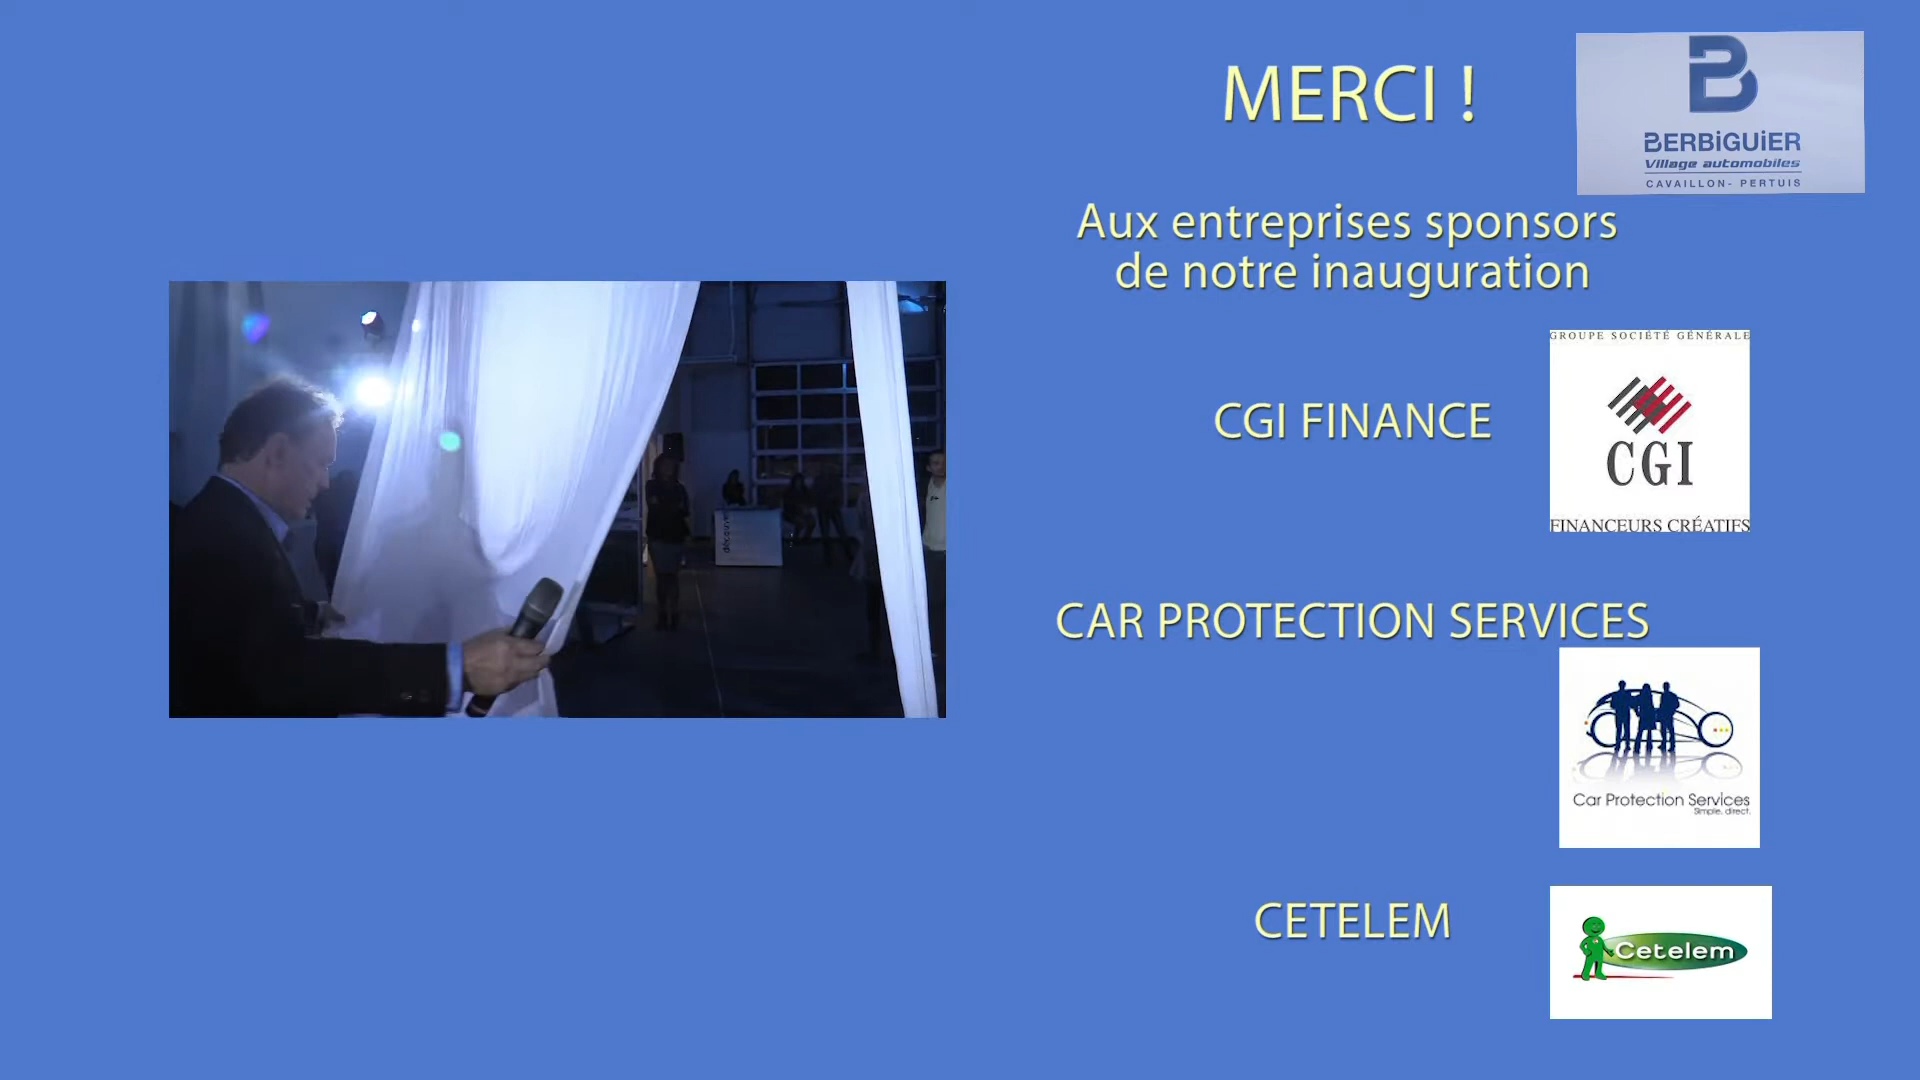 MERCI !
BERBiGUiER
Village automobiles
CAVAILLON- PERTUIS
Aux entreprises sponsors
de notre inauguration
GROUPE SOCIÉTÉ GÉNÉRALE
CGI FINANCE
CGI
FINANCEURS CRÉATIFS
CAR PROTECTION SERVICES
Car Protection Services
Simple, direct.
CETELEM
Cetelem